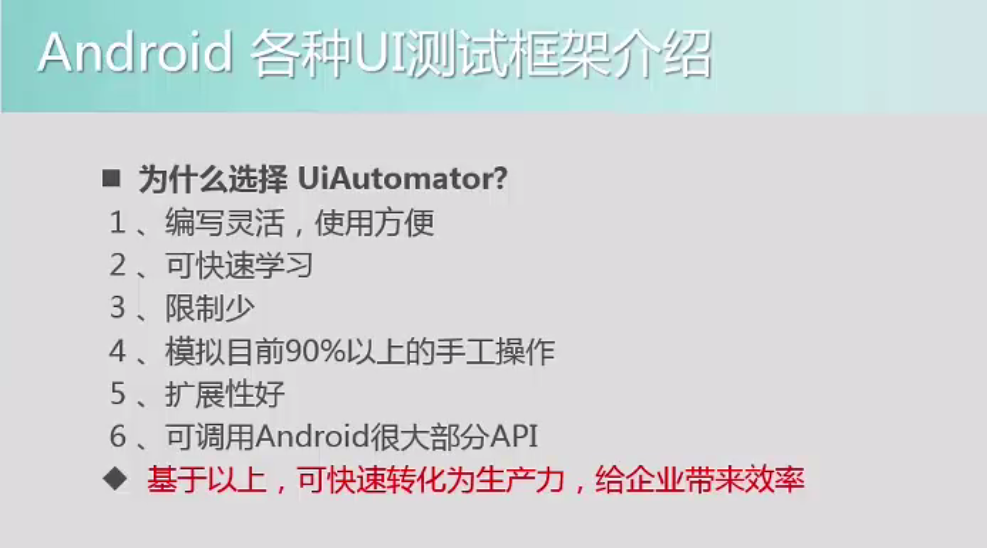 Android 各种UI测试框架介绍
■ 为什么选择 UiAutomator?
1、编写灵活，使用方便
2、可快速学习
3、限制少
4、模拟目前90%以上的手工操作
5、扩展性好
6、可调用Android很大部分API
◆ 基于以上，可快速转化为生产力，给企业带来效率